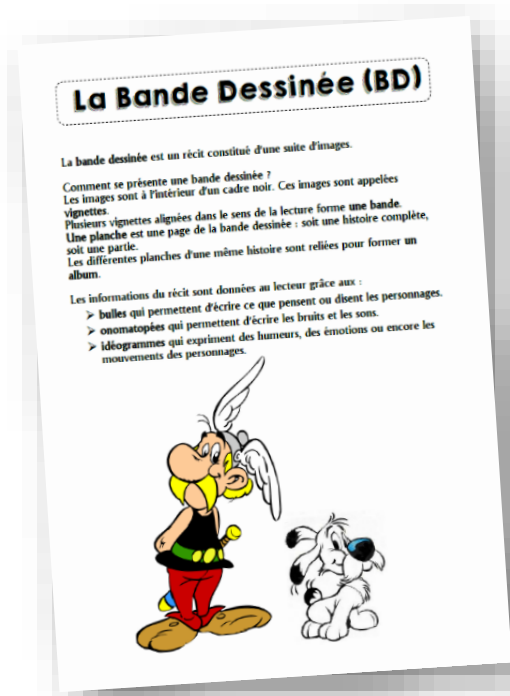 La Bande Dessinée (BD)
La bande dessinée est un récit constitué d'une suite d'images.
Comment se présente une bande dessinée ?
Les images sont à l'intérieur d'un cadre noir. Ces images sont appelées
vignettes.
Plusieurs vignettes alignées dans le sens de la lecture forme une bande.
Une planche est une page de la bande dessinée : soit une histoire complète,
soit une partie.
Les différentes planches d'une même histoire sont reliées pour former un
album.
Les informations du récit sont données au lecteur grâce aux :
➢ bulles qui permettent d'écrire ce que pensent ou disent les personnages.
➢ onomatopées qui permettent d'écrire les bruits et les sons.
➢ idéogrammes qui expriment des humeurs, des émotions ou encore les
mouvements des personnages.